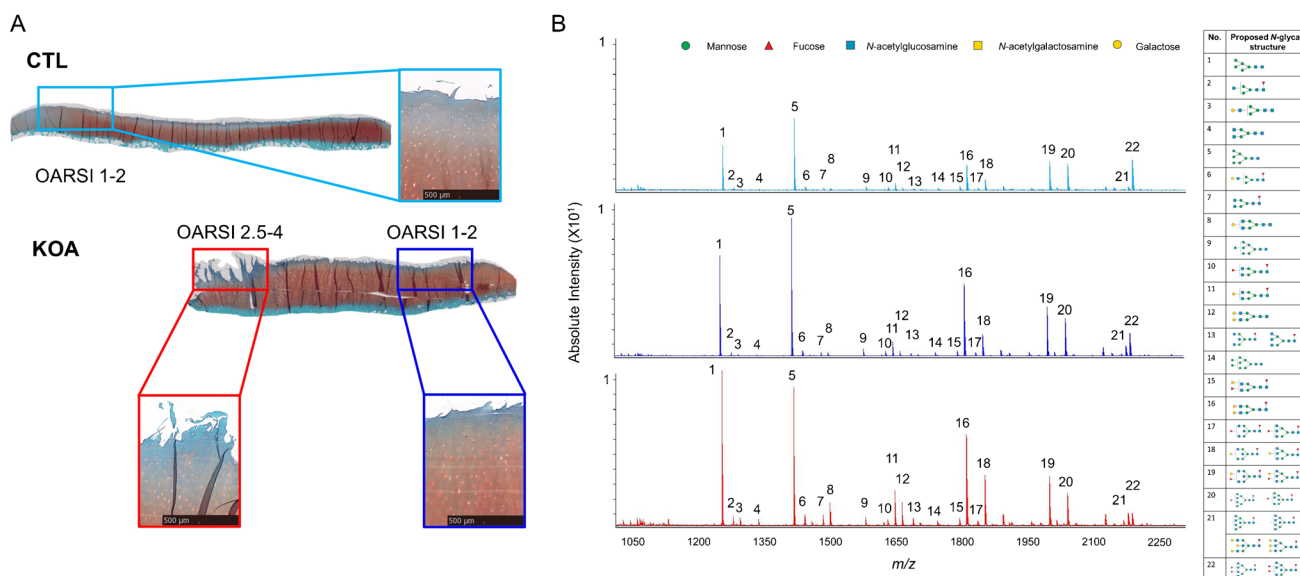 A
CTL
OARSI 1-2
500 µm
OARSI 2.5-4
OARSI 1-2
KOA
500 µm
500 µm
B
Mannose Fucose N-acetylglucosamine N-acetylgalactosamine Galactose
Absolute Intensity (X10¹)
1
1 2 3 4 5 6 7 8 9 10 11 12 13 14 15 16 17 18 19 20 21 22
1
1 2 3 4 5 6 7 8 9 10 11 12 13 14 15 16 17 18 19 20 21 22
1
1 2 3 4 5 6 7 8 9 10 11 12 13 14 15 16 17 18 19 20 21 22
1050 1200 1350 1500 1650 1800 1950 2100 2250
m/z
No. Proposed N-glyca
structure
1
2
3
4
5
6
7
8
9
10
11
12
13
14
15
16
17
18
19
20
21
22